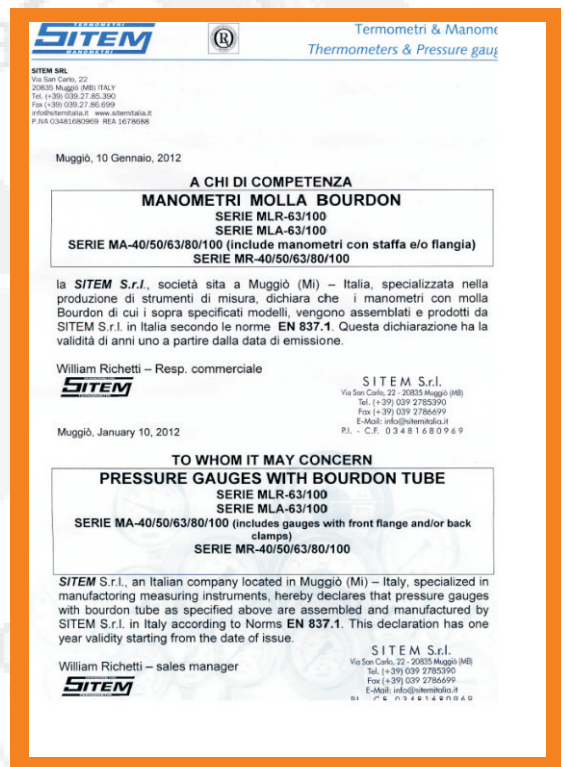 TERMOMETRI
SITEM
MANOMETRI
®
Termometri & Manome
Thermometers & Pressure gaug
SITEM SRL
Via San Carlo, 22
20835 Muggiò (MB) ITALY
Tel. (+39) 039.27.85.390
Fax (+39) 039.27.86.699
info@sitemitalia.it www.sitemitalia.it
P.IVA 03481680969 REA 1678688
Muggiò, 10 Gennaio, 2012
A CHI DI COMPETENZA
MANOMETRI MOLLA BOURDON
SERIE MLR-63/100
SERIE MLA-63/100
SERIE MA-40/50/63/80/100 (include manometri con staffa e/o flangia)
SERIE MR-40/50/63/80/100
la SITEM S.r.l., società sita a Muggiò (Mi) – Italia, specializzata nella
produzione di strumenti di misura, dichiara che i manometri con molla
Bourdon di cui i sopra specificati modelli, vengono assemblati e prodotti da
SITEM S.r.l. in Italia secondo le norme EN 837.1. Questa dichiarazione ha la
validità di anni uno a partire dalla data di emissione.
William Richetti – Resp. commerciale
SITEM
SITEM S.r.l.
Via San Carlo, 22 - 20835 Muggiò (MB)
Tel. (+39) 039 2785390
Fax (+39) 039 2786699
E-Mail: info@sitemitalia.it
P.I. - C.F. 03481680969
Muggiò, January 10, 2012
TO WHOM IT MAY CONCERN
PRESSURE GAUGES WITH BOURDON TUBE
SERIE MLR-63/100
SERIE MLA-63/100
SERIE MA-40/50/63/80/100 (includes gauges with front flange and/or back
clamps)
SERIE MR-40/50/63/80/100
SITEM S.r.l., an Italian company located in Muggiò (Mi) – Italy, specialized in
manufactoring measuring instruments, hereby declares that pressure gauges
with bourdon tube as specified above are assembled and manufactured by
SITEM S.r.l. in Italy according to Norms EN 837.1. This declaration has one
year validity starting from the date of issue.
William Richetti – sales manager
SITEM
SITEM S.r.l.
Via San Carlo, 22 - 20835 Muggiò (MB)
Tel. (+39) 039 2785390
Fax (+39) 039 2786699
E-Mail: info@sitemitalia.it
P.I. - C.F. 03481680969